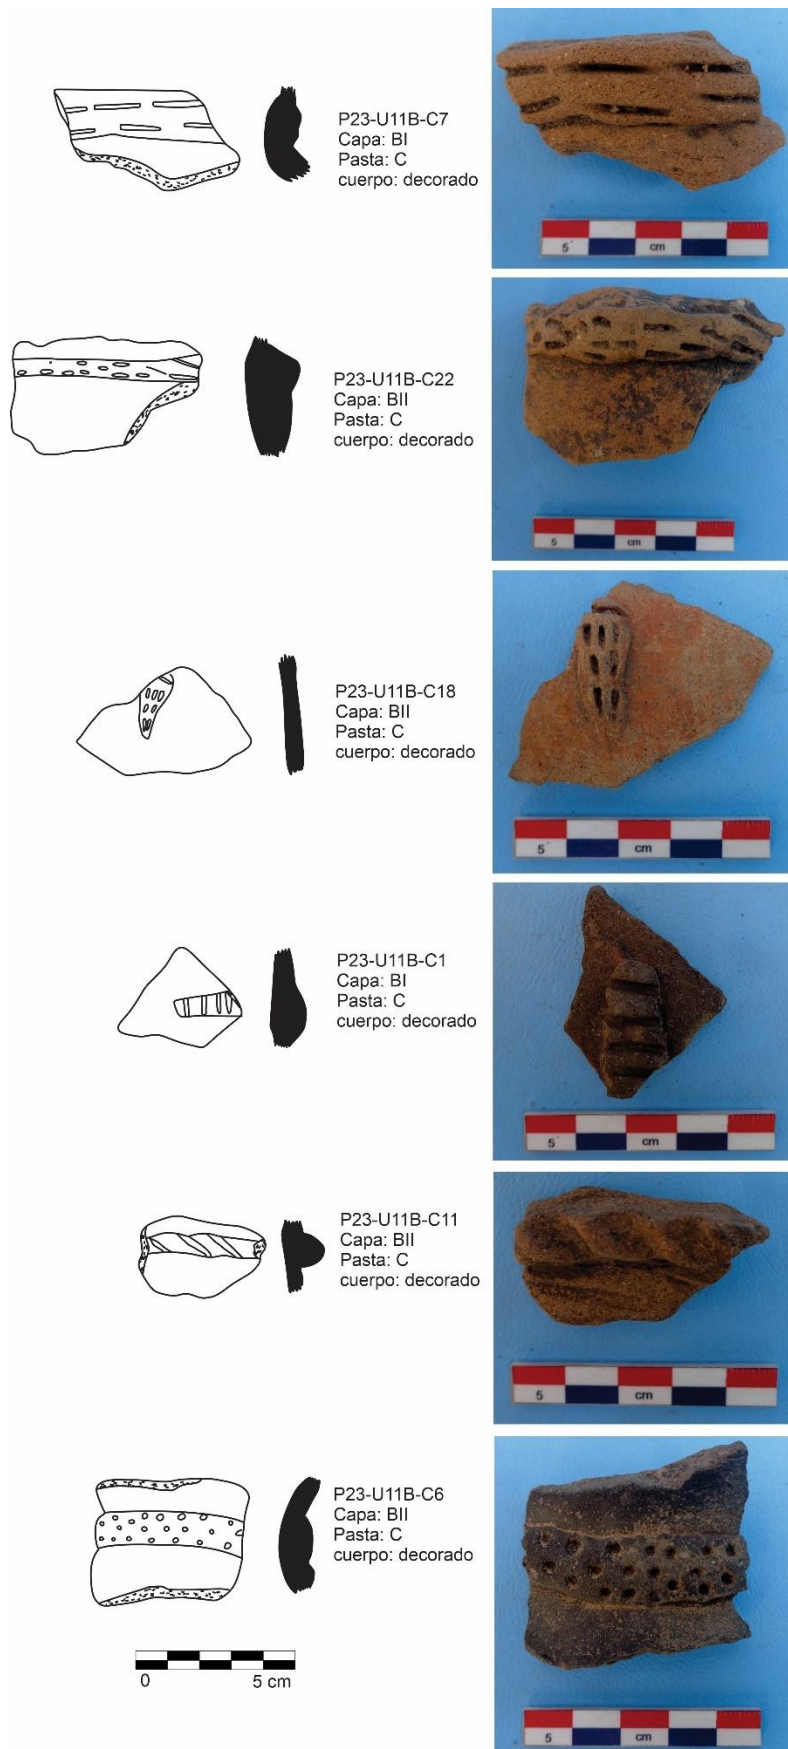 P23-U11B-C7
Capa: BI
Pasta: C
cuerpo: decorado
5 cm
P23-U11B-C22
Capa: BII
Pasta: C
cuerpo: decorado
5 cm
P23-U11B-C18
Capa: BII
Pasta: C
cuerpo: decorado
5 cm
P23-U11B-C1
Capa: BI
Pasta: C
cuerpo: decorado
5 cm
P23-U11B-C11
Capa: BII
Pasta: C
cuerpo: decorado
5 cm
P23-U11B-C6
Capa: BII
Pasta: C
cuerpo: decorado
0 5 cm
5 cm